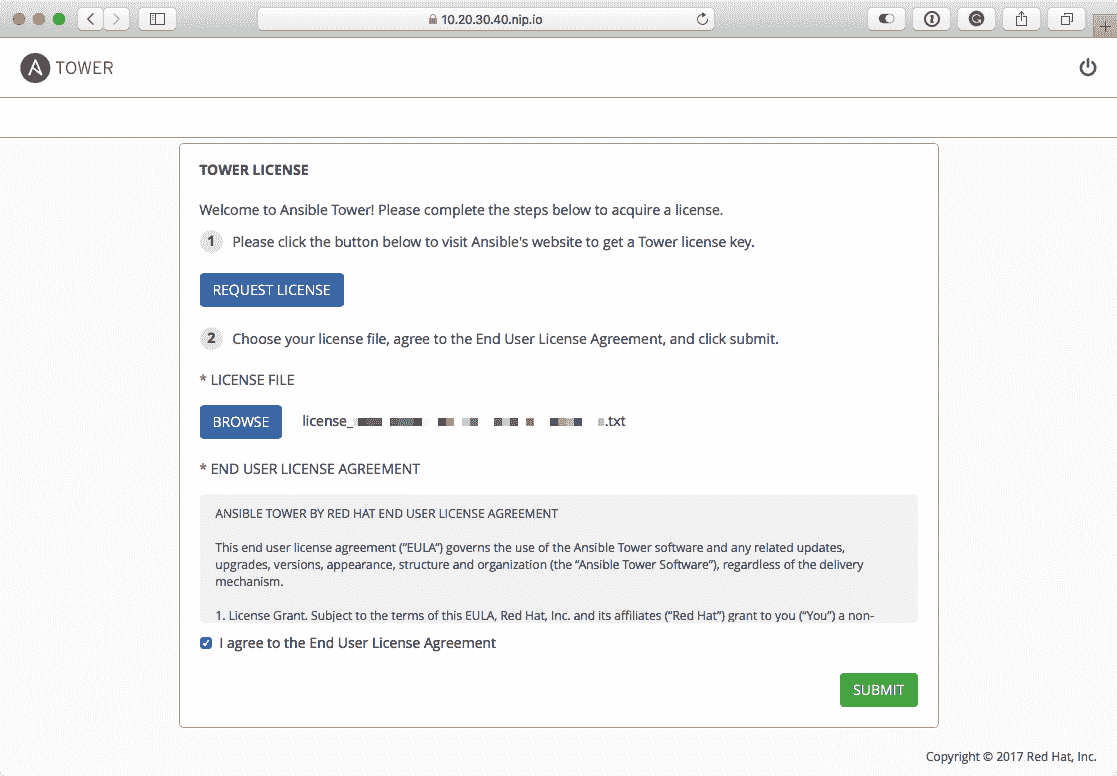 10.20.30.40.nip.io
A TOWER
TOWER LICENSE
Welcome to Ansible Tower! Please complete the steps below to acquire a license.
1 Please click the button below to visit Ansible's website to get a Tower license key.
REQUEST LICENSE
2 Choose your license file, agree to the End User License Agreement, and click submit.
* LICENSE FILE
BROWSE license_ .txt
* END USER LICENSE AGREEMENT
ANSIBLE TOWER BY RED HAT END USER LICENSE AGREEMENT
This end user license agreement (“EULA”) governs the use of the Ansible Tower software and any related updates,
upgrades, versions, appearance, structure and organization (the “Ansible Tower Software”), regardless of the delivery
mechanism.
1. License Grant. Subject to the terms of this EULA, Red Hat, Inc. and its affiliates (“Red Hat”) grant to you (“You”) a non-
I agree to the End User License Agreement
SUBMIT
Copyright © 2017 Red Hat, Inc.